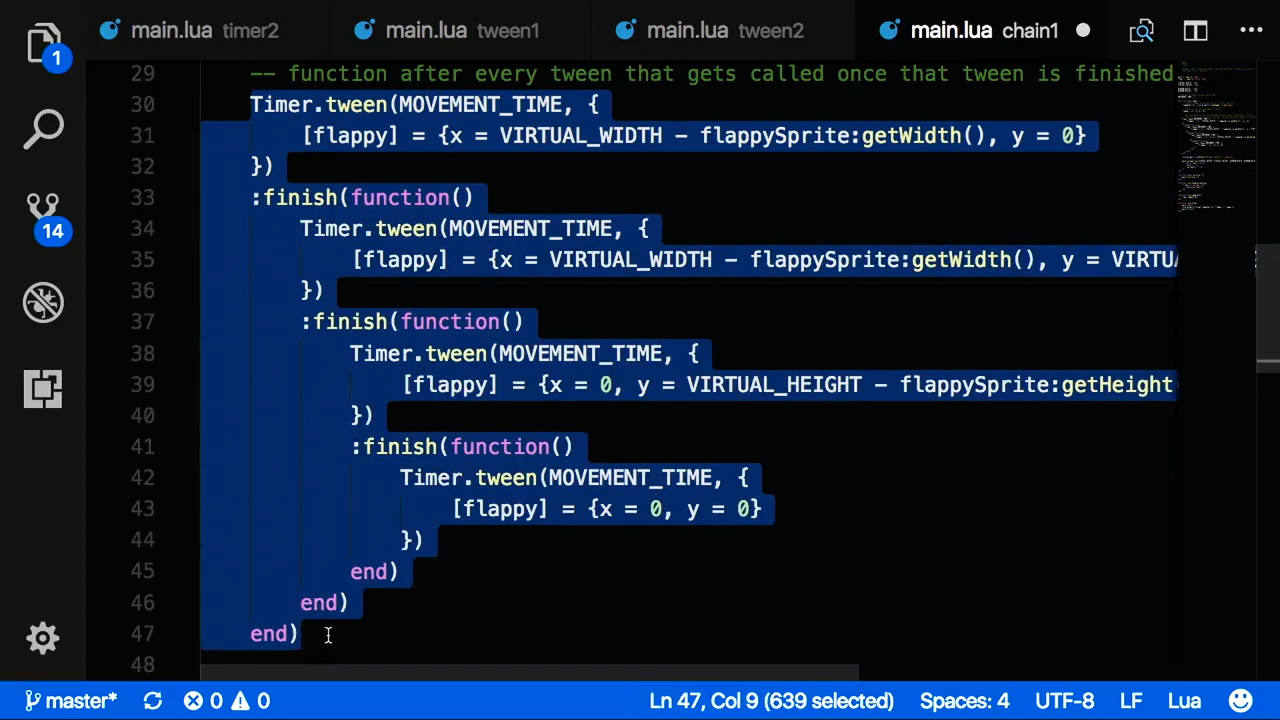 main.lua timer2
main.lua tween1
main.lua tween2
main.lua chain1
1
14
29 -- function after every tween that gets called once that tween is finished
30 Timer.tween(MOVEMENT_TIME, {
31 [flappy] = {x = VIRTUAL_WIDTH - flappySprite:getWidth(), y = 0}
32 })
33 :finish(function()
34 Timer.tween(MOVEMENT_TIME, {
35 [flappy] = {x = VIRTUAL_WIDTH - flappySprite:getWidth(), y = VIRTU
36 })
37 :finish(function()
38 Timer.tween(MOVEMENT_TIME, {
39 [flappy] = {x = 0, y = VIRTUAL_HEIGHT - flappySprite:getHeight
40 })
41 :finish(function()
42 Timer.tween(MOVEMENT_TIME, {
43 [flappy] = {x = 0, y = 0}
44 })
45 end)
46 end)
47 end)
48
master* 0 0 Ln 47, Col 9 (639 selected) Spaces: 4 UTF-8 LF Lua